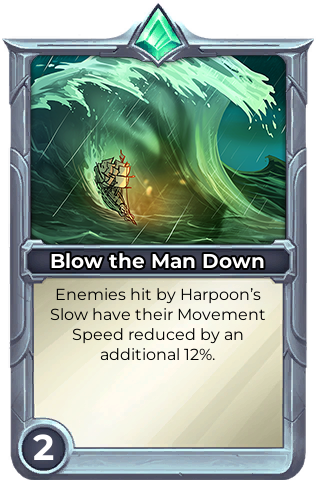 Blow the Man Down
Enemies hit by Harpoon’s
Slow have their Movement
Speed reduced by an
additional 12%.
2